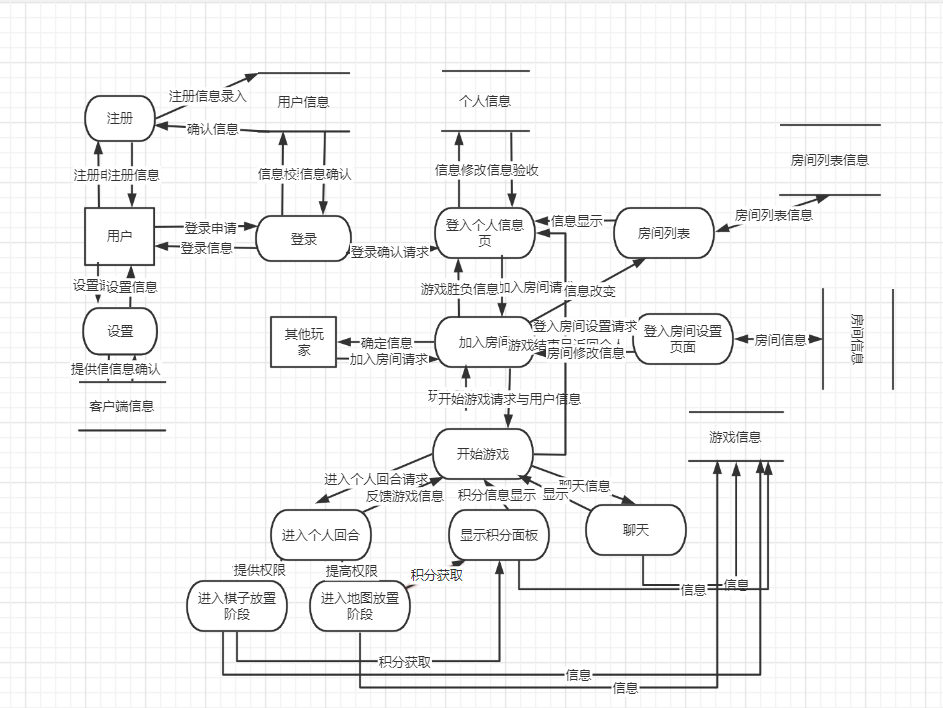 注册信息录入
用户信息
个人信息
注册
确认信息
房间列表信息
注册
注册信息
信息校
信息确认
信息修改
信息验收
房间列表信息
用户
登录申请
登录信息
登录
登录确认请求
登入个人信息
页
信息显示
房间列表
设置
设置信息
游戏胜负信息
加入房间请
信息改变
设置
其他玩
家
确定信息
加入房间请求
加入房间
登入房间设置请求
游戏结束
房间修改信息
登入房间设置
页面
房间信息
房间信息
提供信
信息确认
客户端信息
开始游戏请求与用户信息
游戏信息
开始游戏
进入个人回合请求
反馈游戏信息
积分信息显示
显示
聊天信息
进入个人回合
显示积分面板
聊天
提供权限
提高权限
积分获取
信息
信息
进入棋子放置
阶段
进入地图放置
阶段
积分获取
信息
信息